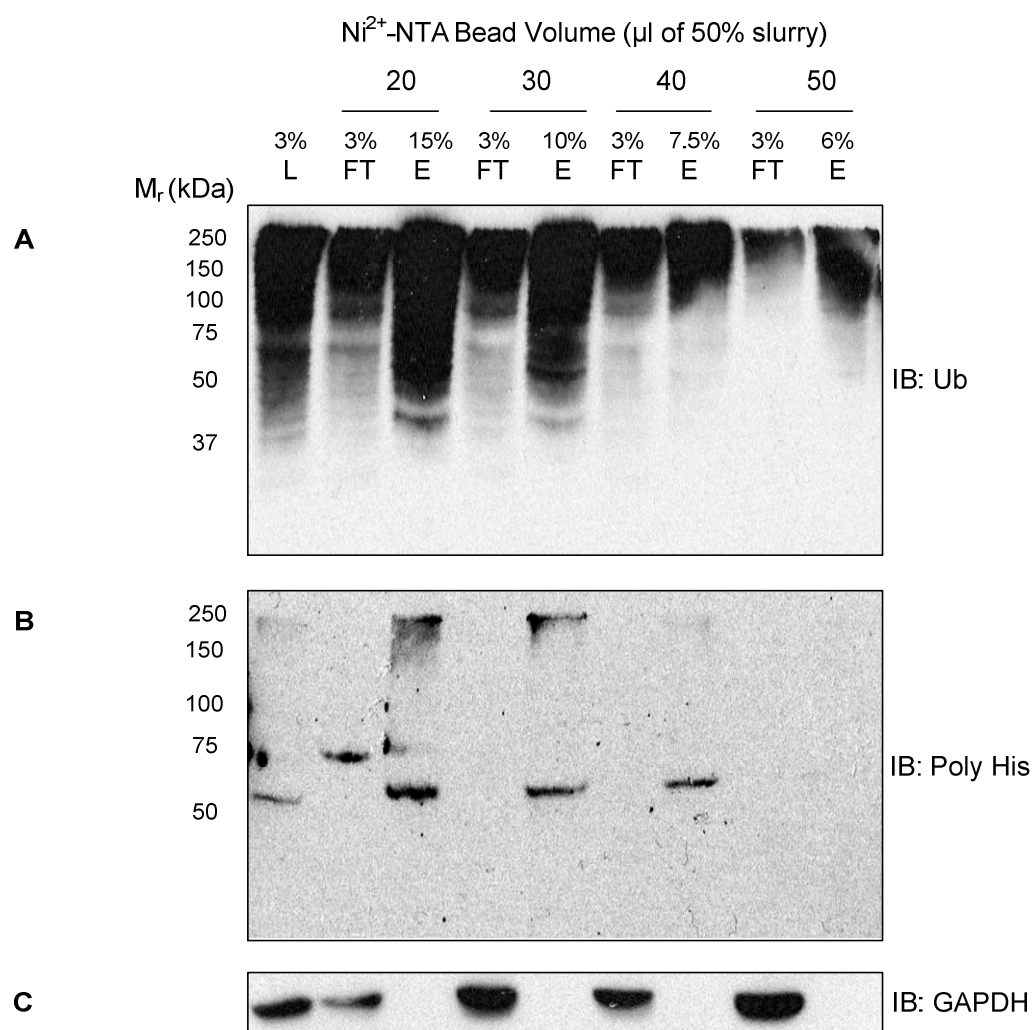 Ni²⁺-NTA Bead Volume (µl of 50% slurry)
20 30 40 50
3% 3% 15% 3% 10% 3% 7.5% 3% 6%
L FT E FT E FT E FT E
Mr (kDa)
A
250
150
100
75
50
37
IB: Ub
B
250
150
100
75
50
IB: Poly His
C
IB: GAPDH